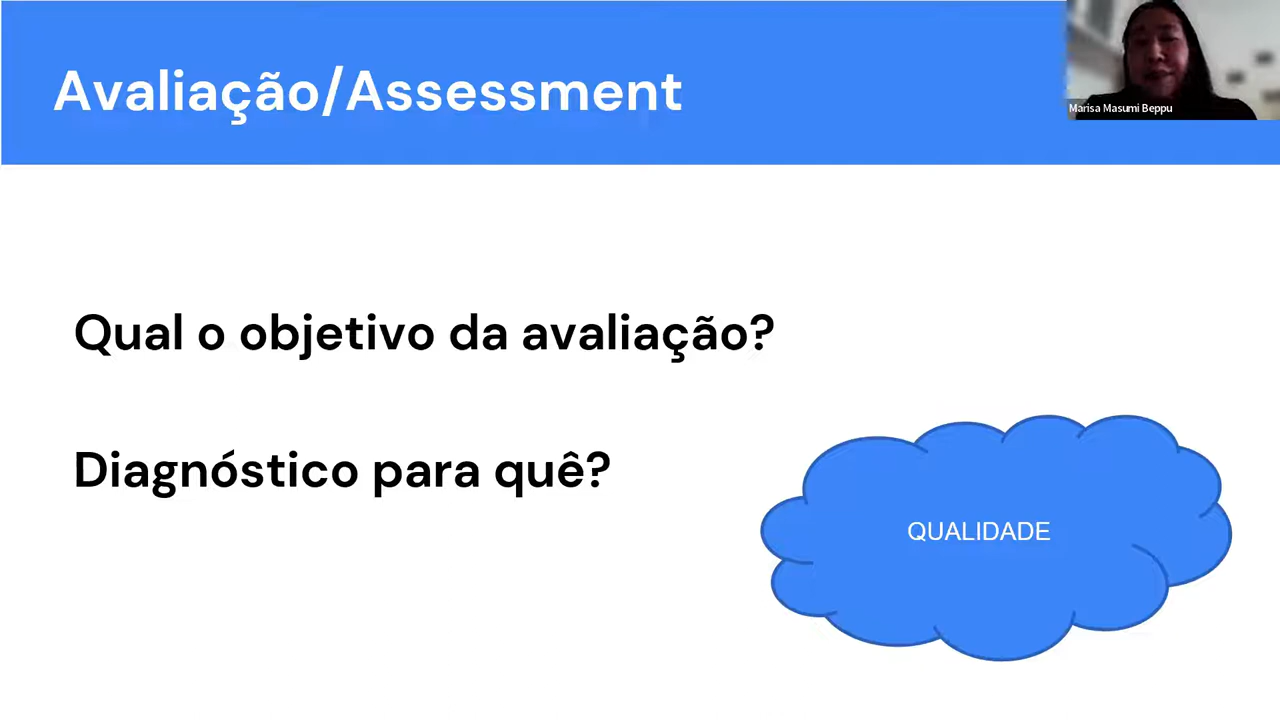 Avaliação/Assessment
Marisa Masumi Beppu
Qual o objetivo da avaliação?
Diagnóstico para quê?
QUALIDADE